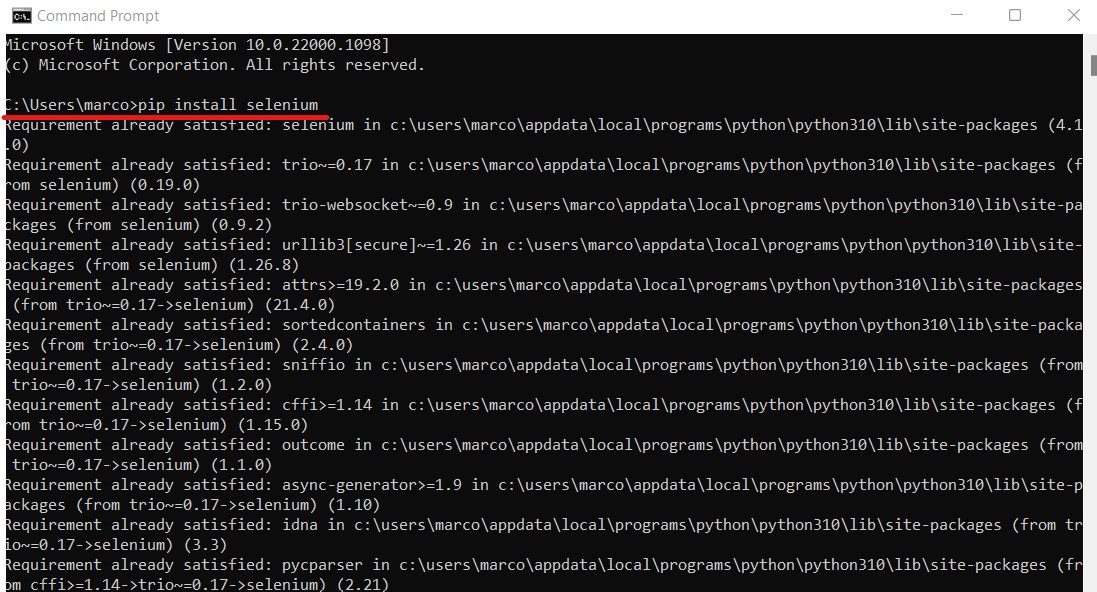 Command Prompt
Microsoft Windows [Version 10.0.22000.1098]
(c) Microsoft Corporation. All rights reserved.
C:\Users\marco>pip install selenium
Requirement already satisfied: selenium in c:\users\marco\appdata\local\programs\python\python310\lib\site-packages (4.1
.0)
Requirement already satisfied: trio~=0.17 in c:\users\marco\appdata\local\programs\python\python310\lib\site-packages (f
rom selenium) (0.19.0)
Requirement already satisfied: trio-websocket~=0.9 in c:\users\marco\appdata\local\programs\python\python310\lib\site-pa
ckages (from selenium) (0.9.2)
Requirement already satisfied: urllib3[secure]~=1.26 in c:\users\marco\appdata\local\programs\python\python310\lib\site-
packages (from selenium) (1.26.8)
Requirement already satisfied: attrs>=19.2.0 in c:\users\marco\appdata\local\programs\python\python310\lib\site-packages
(from trio~=0.17->selenium) (21.4.0)
Requirement already satisfied: sortedcontainers in c:\users\marco\appdata\local\programs\python\python310\lib\site-packa
ges (from trio~=0.17->selenium) (2.4.0)
Requirement already satisfied: sniffio in c:\users\marco\appdata\local\programs\python\python310\lib\site-packages (from
trio~=0.17->selenium) (1.2.0)
Requirement already satisfied: cffi>=1.14 in c:\users\marco\appdata\local\programs\python\python310\lib\site-packages (f
rom trio~=0.17->selenium) (1.15.0)
Requirement already satisfied: outcome in c:\users\marco\appdata\local\programs\python\python310\lib\site-packages (from
trio~=0.17->selenium) (1.1.0)
Requirement already satisfied: async-generator>=1.9 in c:\users\marco\appdata\local\programs\python\python310\lib\site-p
ackages (from trio~=0.17->selenium) (1.10)
Requirement already satisfied: idna in c:\users\marco\appdata\local\programs\python\python310\lib\site-packages (from tr
io~=0.17->selenium) (3.3)
Requirement already satisfied: pycparser in c:\users\marco\appdata\local\programs\python\python310\lib\site-packages (fr
om cffi>=1.14->trio~=0.17->selenium) (2.21)